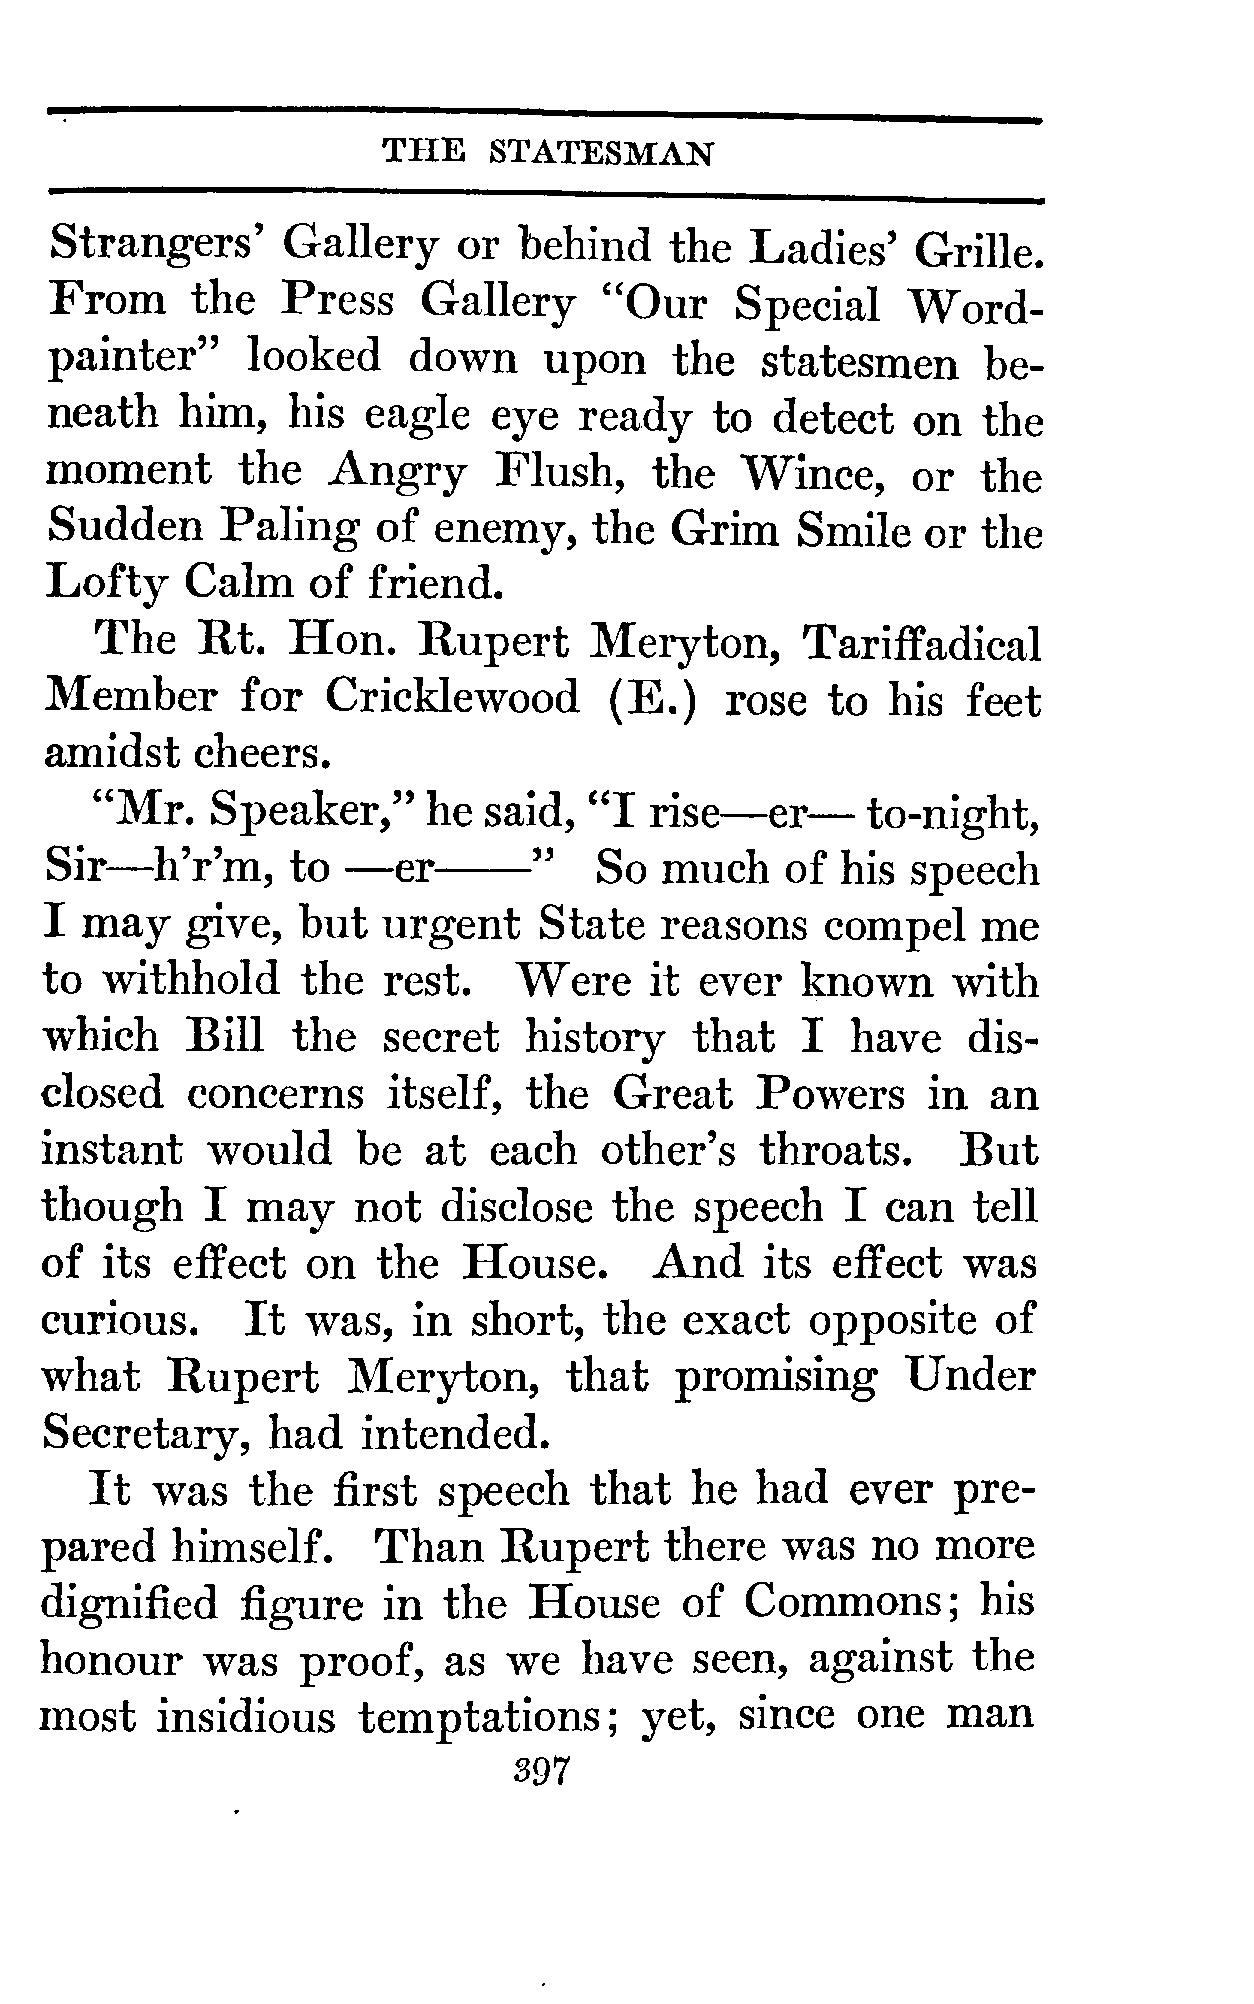 THE STATESMAN
Strangers' Gallery or behind the Ladies' Grille.
From the Press Gallery "Our Special Word-
painter" looked down upon the statesmen be-
neath him, his eagle eye ready to detect on the
moment the Angry Flush, the Wince, or the
Sudden Paling of enemy, the Grim Smile or the
Lofty Calm of friend.
The Rt. Hon. Rupert Meryton, Tariffadical
Member for Cricklewood (E.) rose to his feet
amidst cheers.
"Mr. Speaker," he said, "I rise—er— to-night,
Sir—h'r'm, to —er——" So much of his speech
I may give, but urgent State reasons compel me
to withhold the rest. Were it ever known with
which Bill the secret history that I have dis-
closed concerns itself, the Great Powers in an
instant would be at each other's throats. But
though I may not disclose the speech I can tell
of its effect on the House. And its effect was
curious. It was, in short, the exact opposite of
what Rupert Meryton, that promising Under
Secretary, had intended.
It was the first speech that he had ever pre-
pared himself. Than Rupert there was no more
dignified figure in the House of Commons; his
honour was proof, as we have seen, against the
most insidious temptations; yet, since one man
397